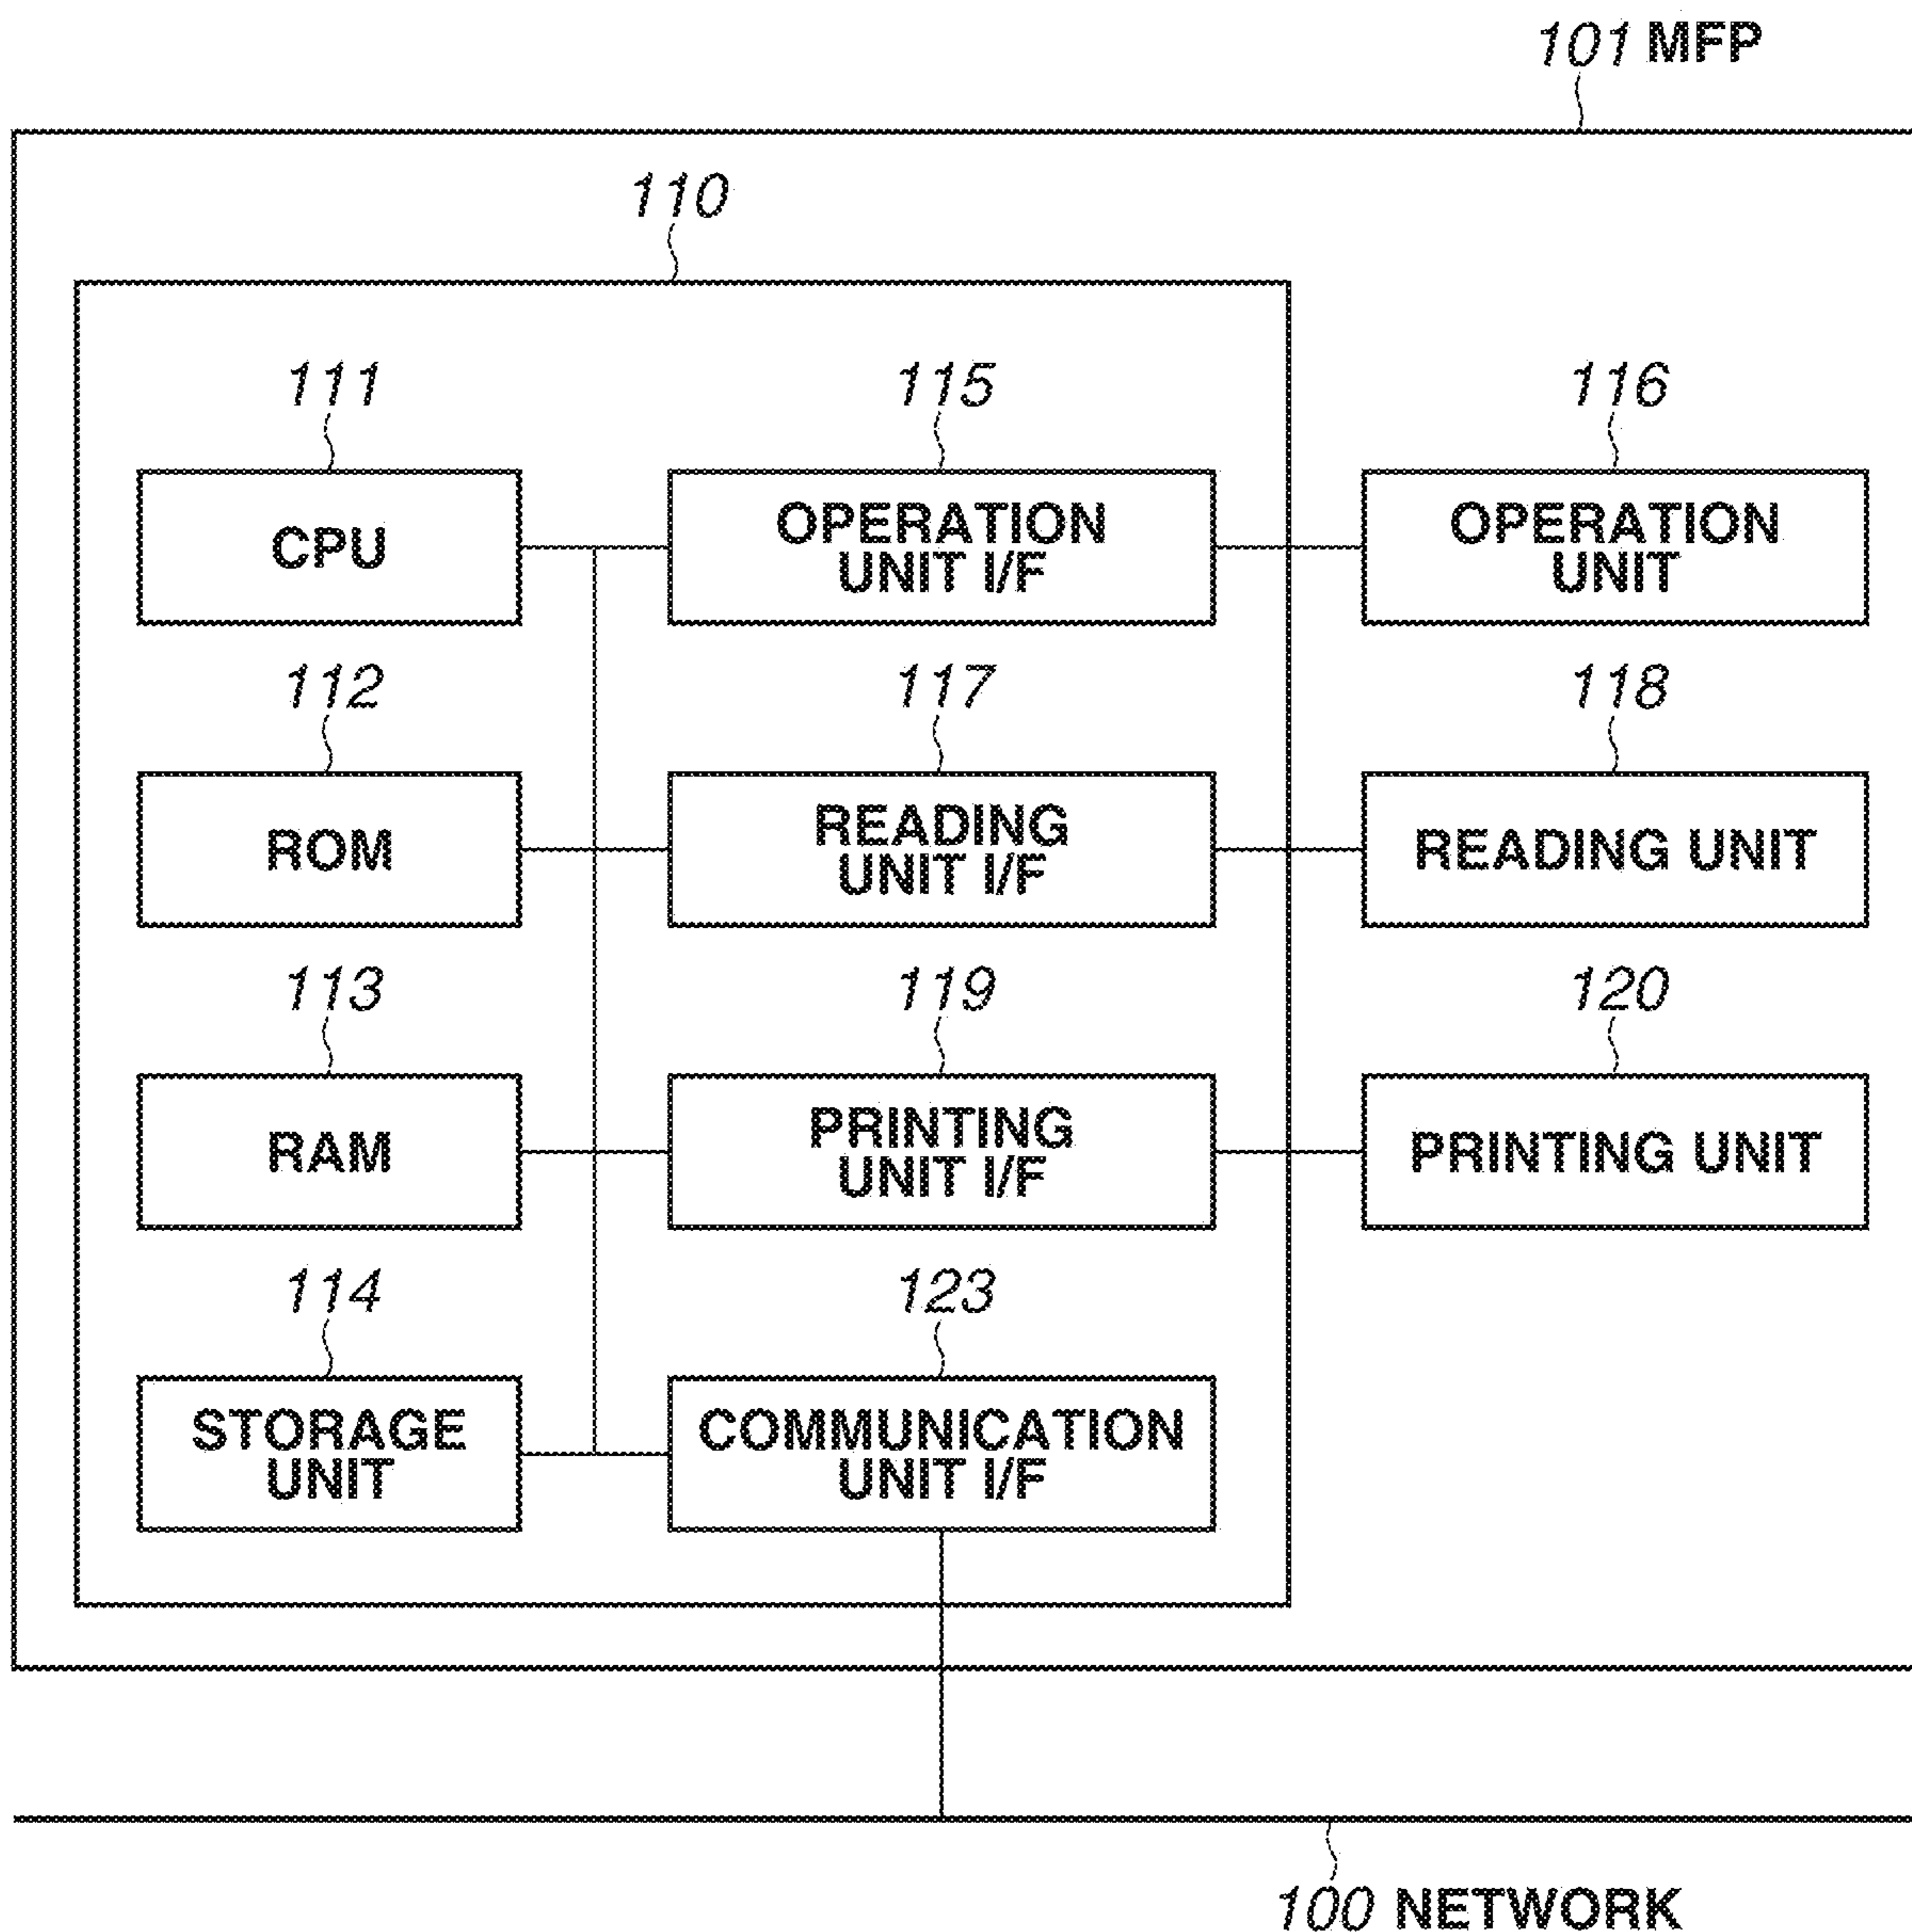 101 MFP
110
111
115
116
CPU
OPERATION
UNIT I/F
OPERATION
UNIT
112
117
118
ROM
READING
UNIT I/F
READING UNIT
113
119
120
RAM
PRINTING
UNIT I/F
PRINTING UNIT
114
123
STORAGE
UNIT
COMMUNICATION
UNIT I/F
100 NETWORK